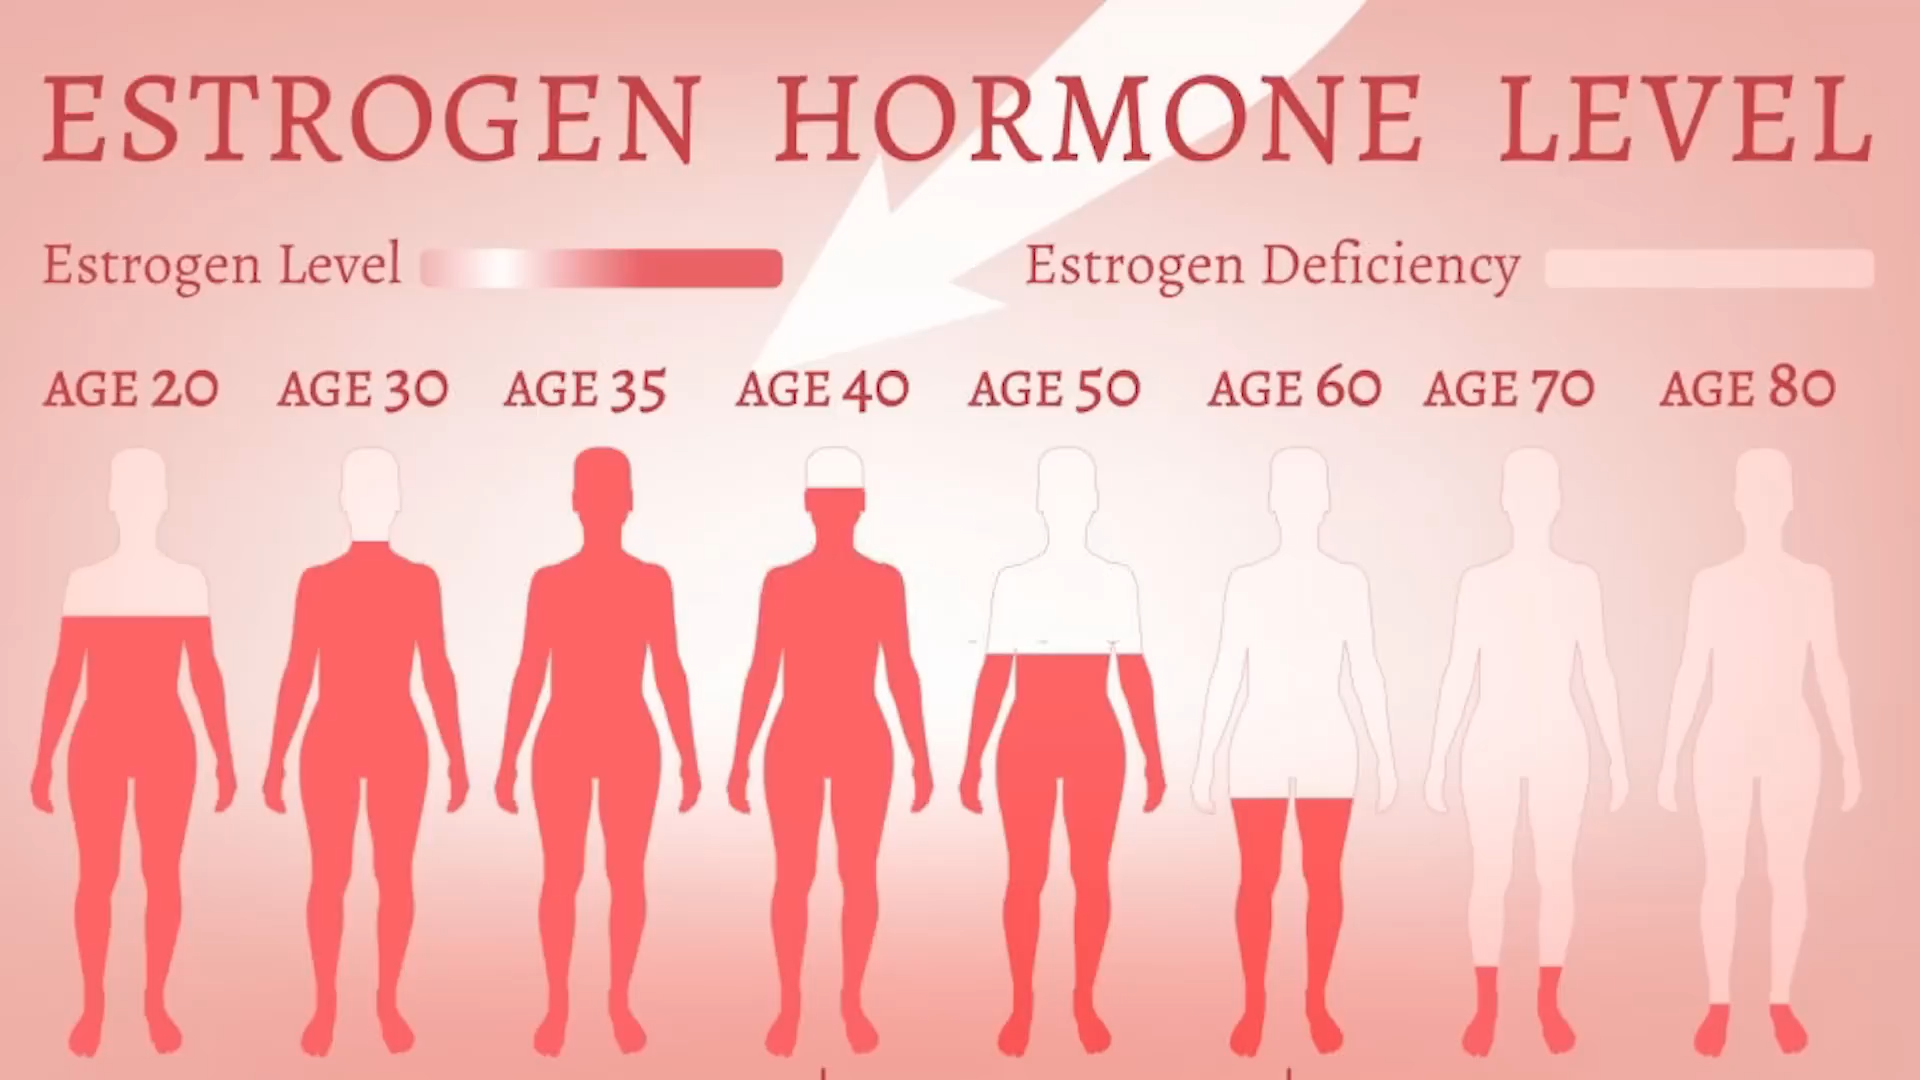 ESTROGEN HORMONE LEVEL
Estrogen Level
Estrogen Deficiency
AGE 20 AGE 30 AGE 35 AGE 40 AGE 50 AGE 60 AGE 70 AGE 80